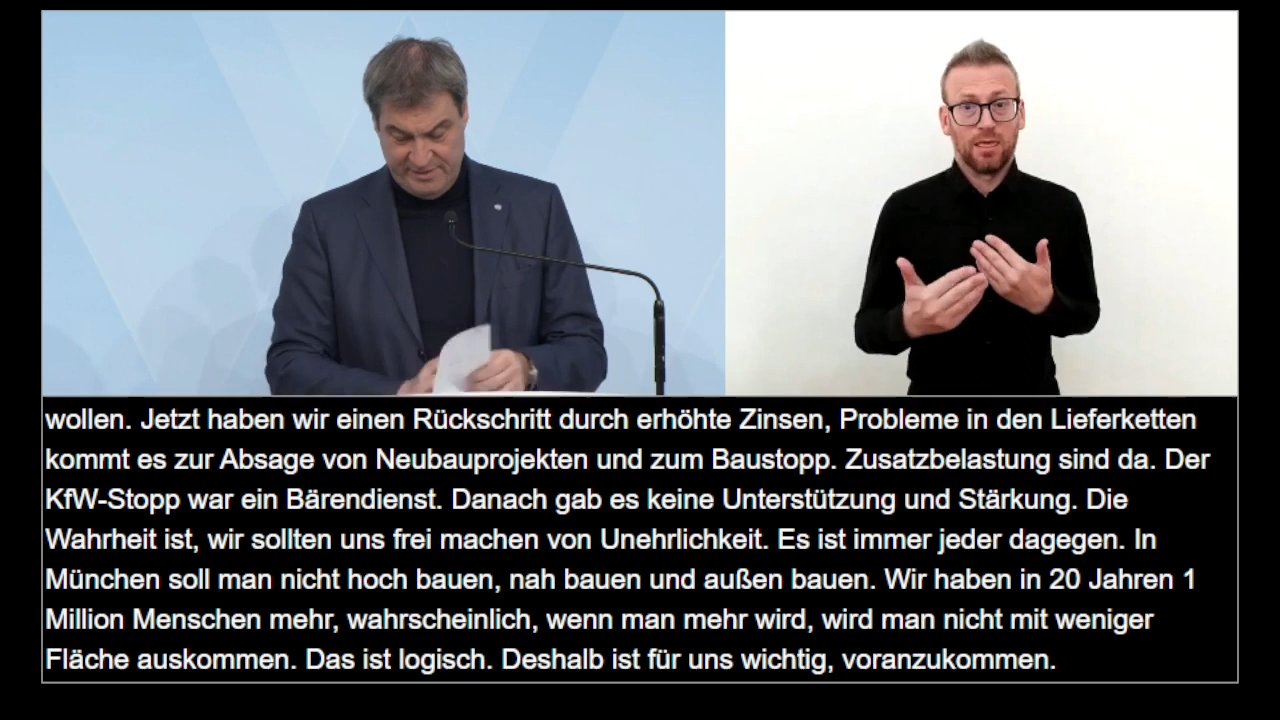 wollen. Jetzt haben wir einen Rückschritt durch erhöhte Zinsen, Probleme in den Lieferketten
kommt es zur Absage von Neubauprojekten und zum Baustopp. Zusatzbelastung sind da. Der
KfW-Stopp war ein Bärendienst. Danach gab es keine Unterstützung und Stärkung. Die
Wahrheit ist, wir sollten uns frei machen von Unehrlichkeit. Es ist immer jeder dagegen. In
München soll man nicht hoch bauen, nah bauen und außen bauen. Wir haben in 20 Jahren 1
Million Menschen mehr, wahrscheinlich, wenn man mehr wird, wird man nicht mit weniger
Fläche auskommen. Das ist logisch. Deshalb ist für uns wichtig, voranzukommen.